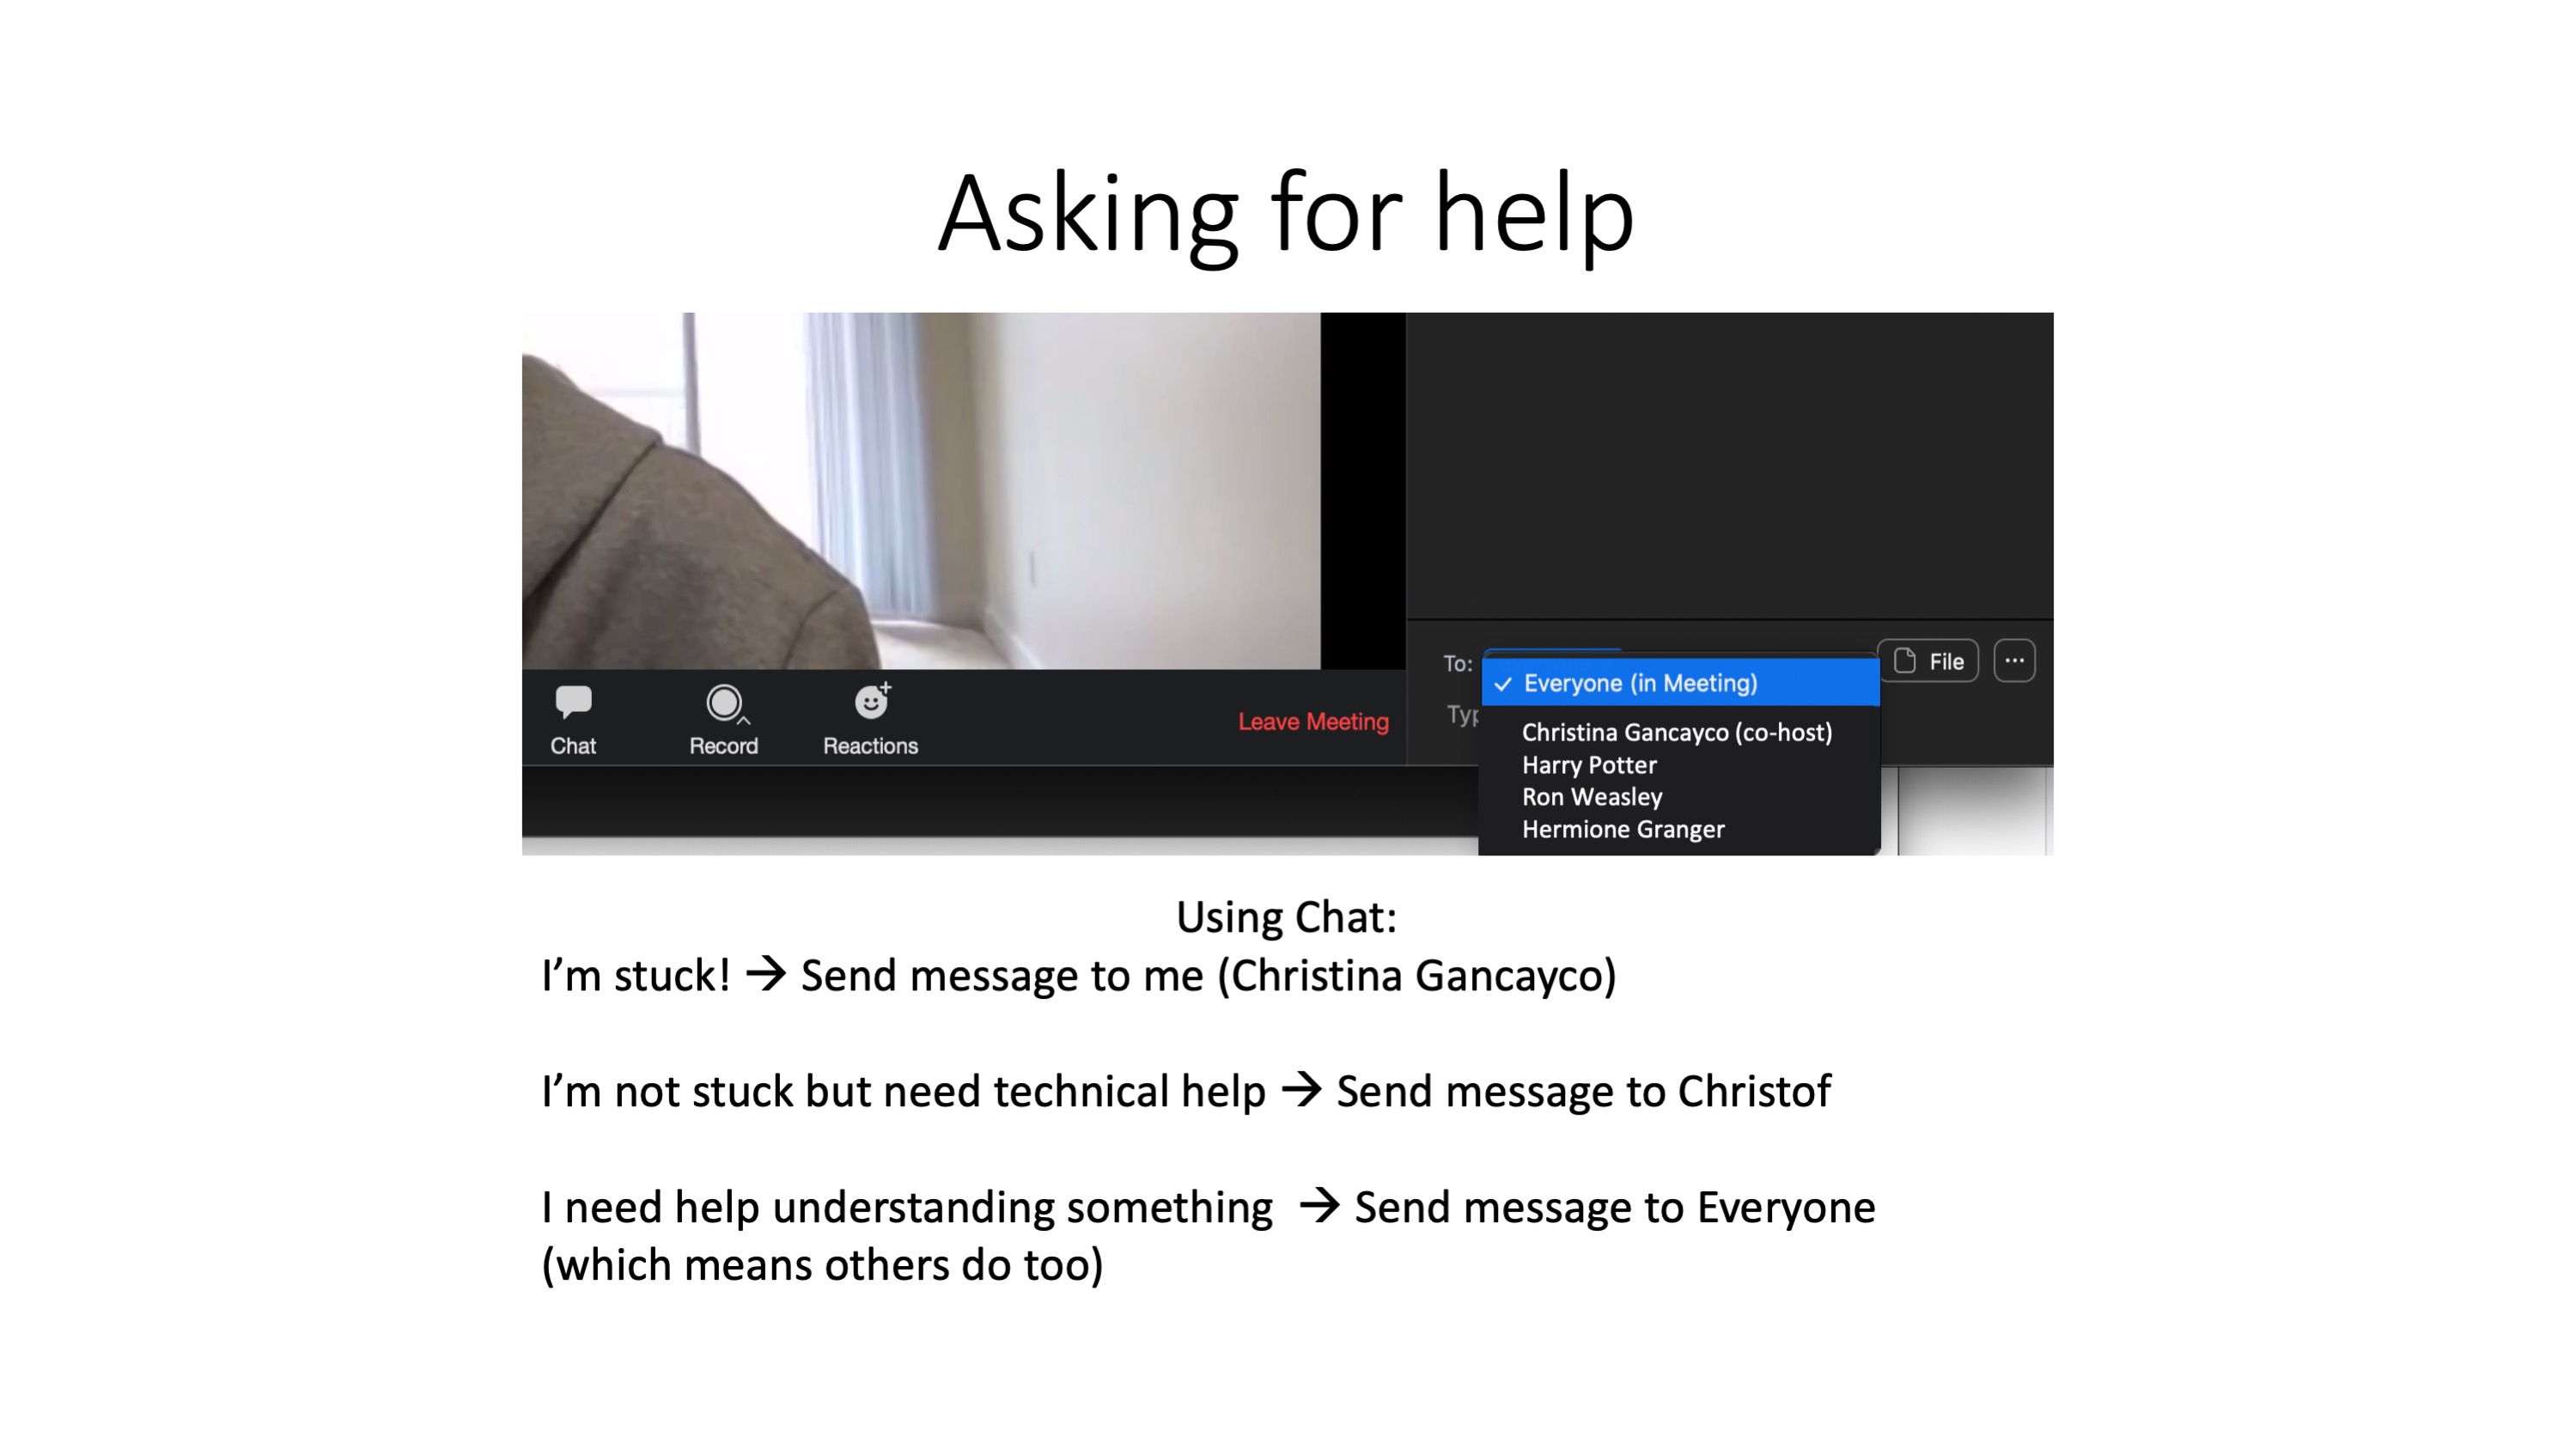 Asking for help
To:
File
✓ Everyone (in Meeting)
Christina Gancayco (co-host)
Harry Potter
Ron Weasley
Hermione Granger
Chat
Record
Reactions
Leave Meeting
Using Chat:
I’m stuck! → Send message to me (Christina Gancayco)
I’m not stuck but need technical help → Send message to Christof
I need help understanding something → Send message to Everyone
(which means others do too)